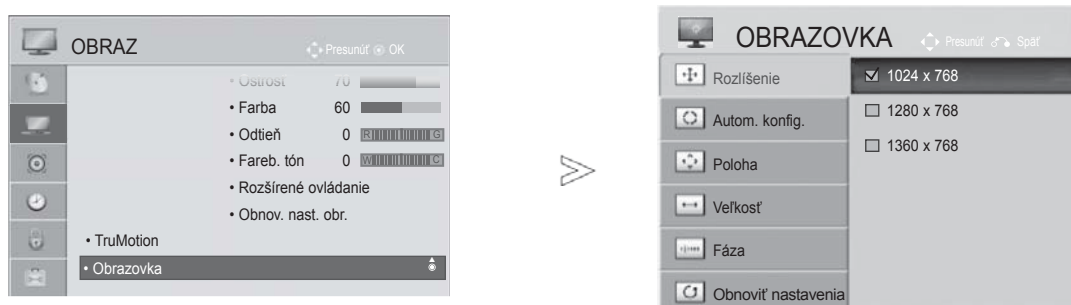 OBRAZ
Presunúť OK
• Ostrosť 70
• Farba 60
• Odtieň 0 R G
• Fareb. tón 0 W C
• Rozšírené ovládanie
• Obnov. nast. obr.
• TruMotion
• Obrazovka
OBRAZOVKA
Presunúť Späť
Rozlíšenie
1024 x 768
1280 x 768
1360 x 768
Autom. konfig.
Poloha
Veľkosť
Fáza
Obnoviť nastavenia